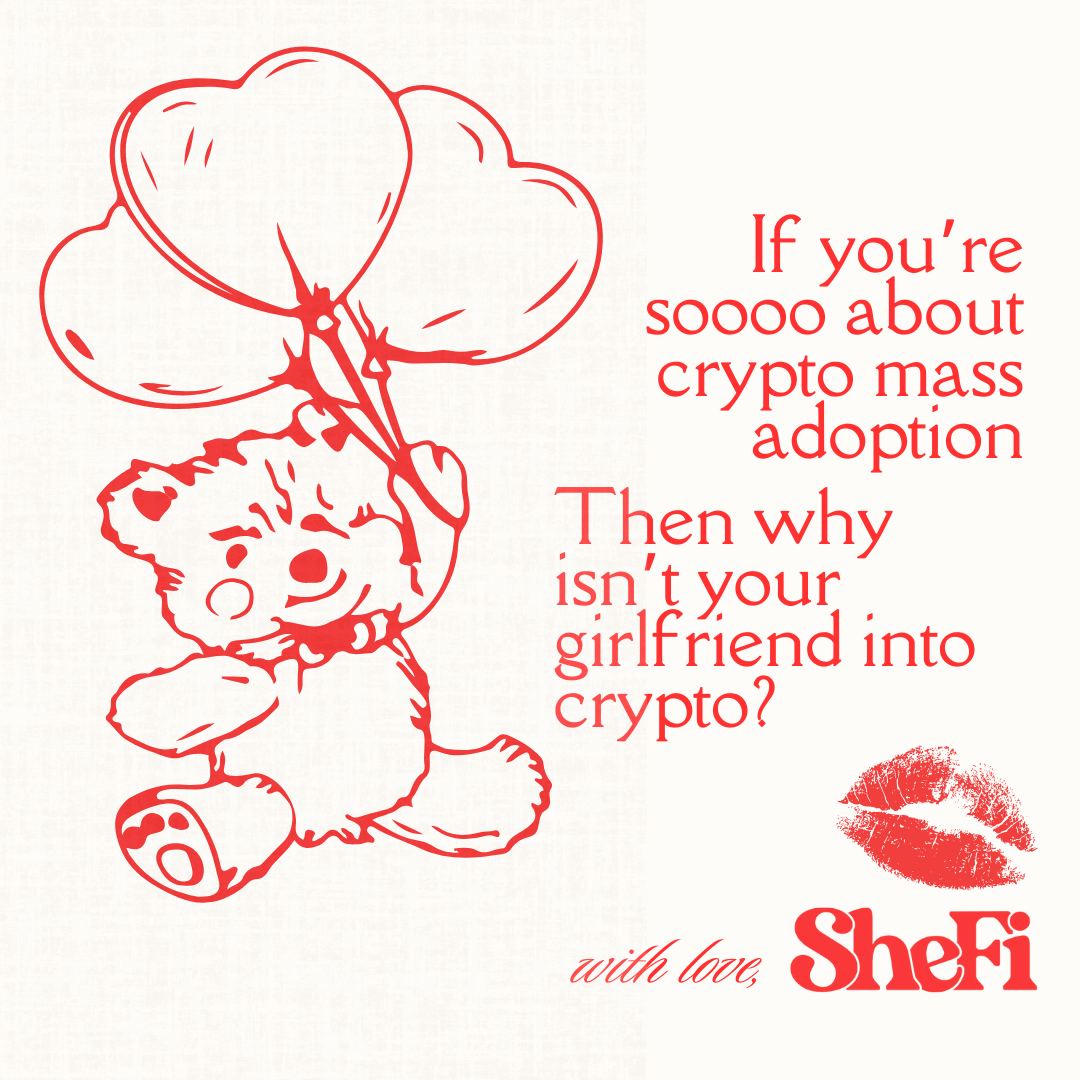 If you're
soooo about
crypto mass
adoption
Then why
isn't your
girlfriend into
crypto?
with love, SheFi